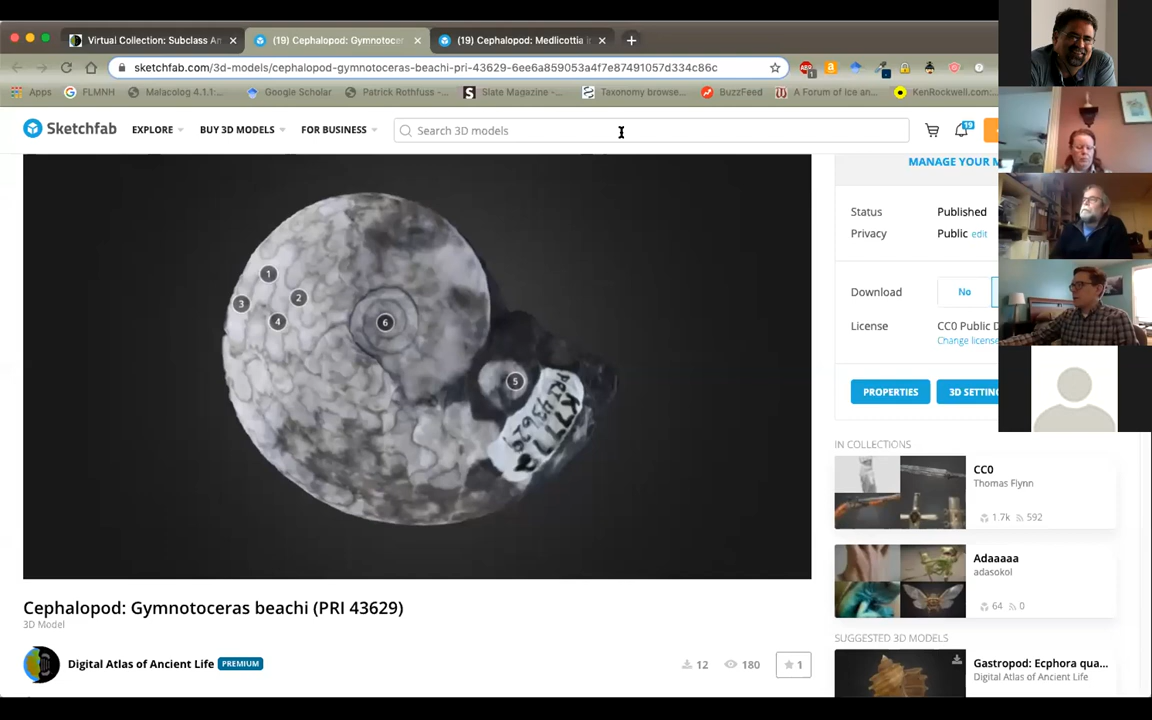 Virtual Collection: Subclass An
(19) Cephalopod: Gymnotocer
(19) Cephalopod: Medlicottia i
sketchfab.com/3d-models/cephalopod-gymnotoceras-beachi-pri-43629-6ee6a859053a4f7e87491057d334c86c
Apps
FLMNH
Malacolog 4.1.1:...
Google Scholar
Patrick Rothfuss -...
Slate Magazine -...
Taxonomy browse...
BuzzFeed
A Forum of Ice an...
KenRockwell.com:...
Sketchfab
EXPLORE
BUY 3D MODELS
FOR BUSINESS
Search 3D models
19
MANAGE YOUR M
Status Published
Privacy Public edit
Download No
License CC0 Public D
Change license
PROPERTIES
3D SETTIN
1
2
3
4
6
5
IN COLLECTIONS
CC0
Thomas Flynn
1.7k 592
Adaaaaa
adasokol
64 0
SUGGESTED 3D MODELS
Gastropod: Ecphora qua...
Digital Atlas of Ancient Life
Cephalopod: Gymnotoceras beachi (PRI 43629)
3D Model
Digital Atlas of Ancient Life PREMIUM
12 180 1